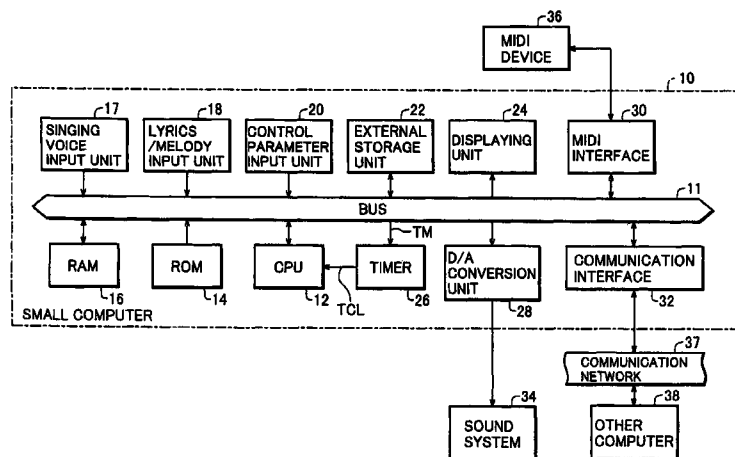 36
MIDI
DEVICE
10
17
SINGING
VOICE
INPUT UNIT
18
LYRICS
/MELODY
INPUT UNIT
20
CONTROL
PARAMETER
INPUT UNIT
22
EXTERNAL
STORAGE
UNIT
24
DISPLAYING
UNIT
30
MIDI
INTERFACE
11
BUS
TM
RAM
16
ROM
14
CPU
12
TCL
TIMER
26
D/A
CONVERSION
UNIT
28
COMMUNICATION
INTERFACE
32
SMALL COMPUTER
37
COMMUNICATION
NETWORK
34
SOUND
SYSTEM
38
OTHER
COMPUTER